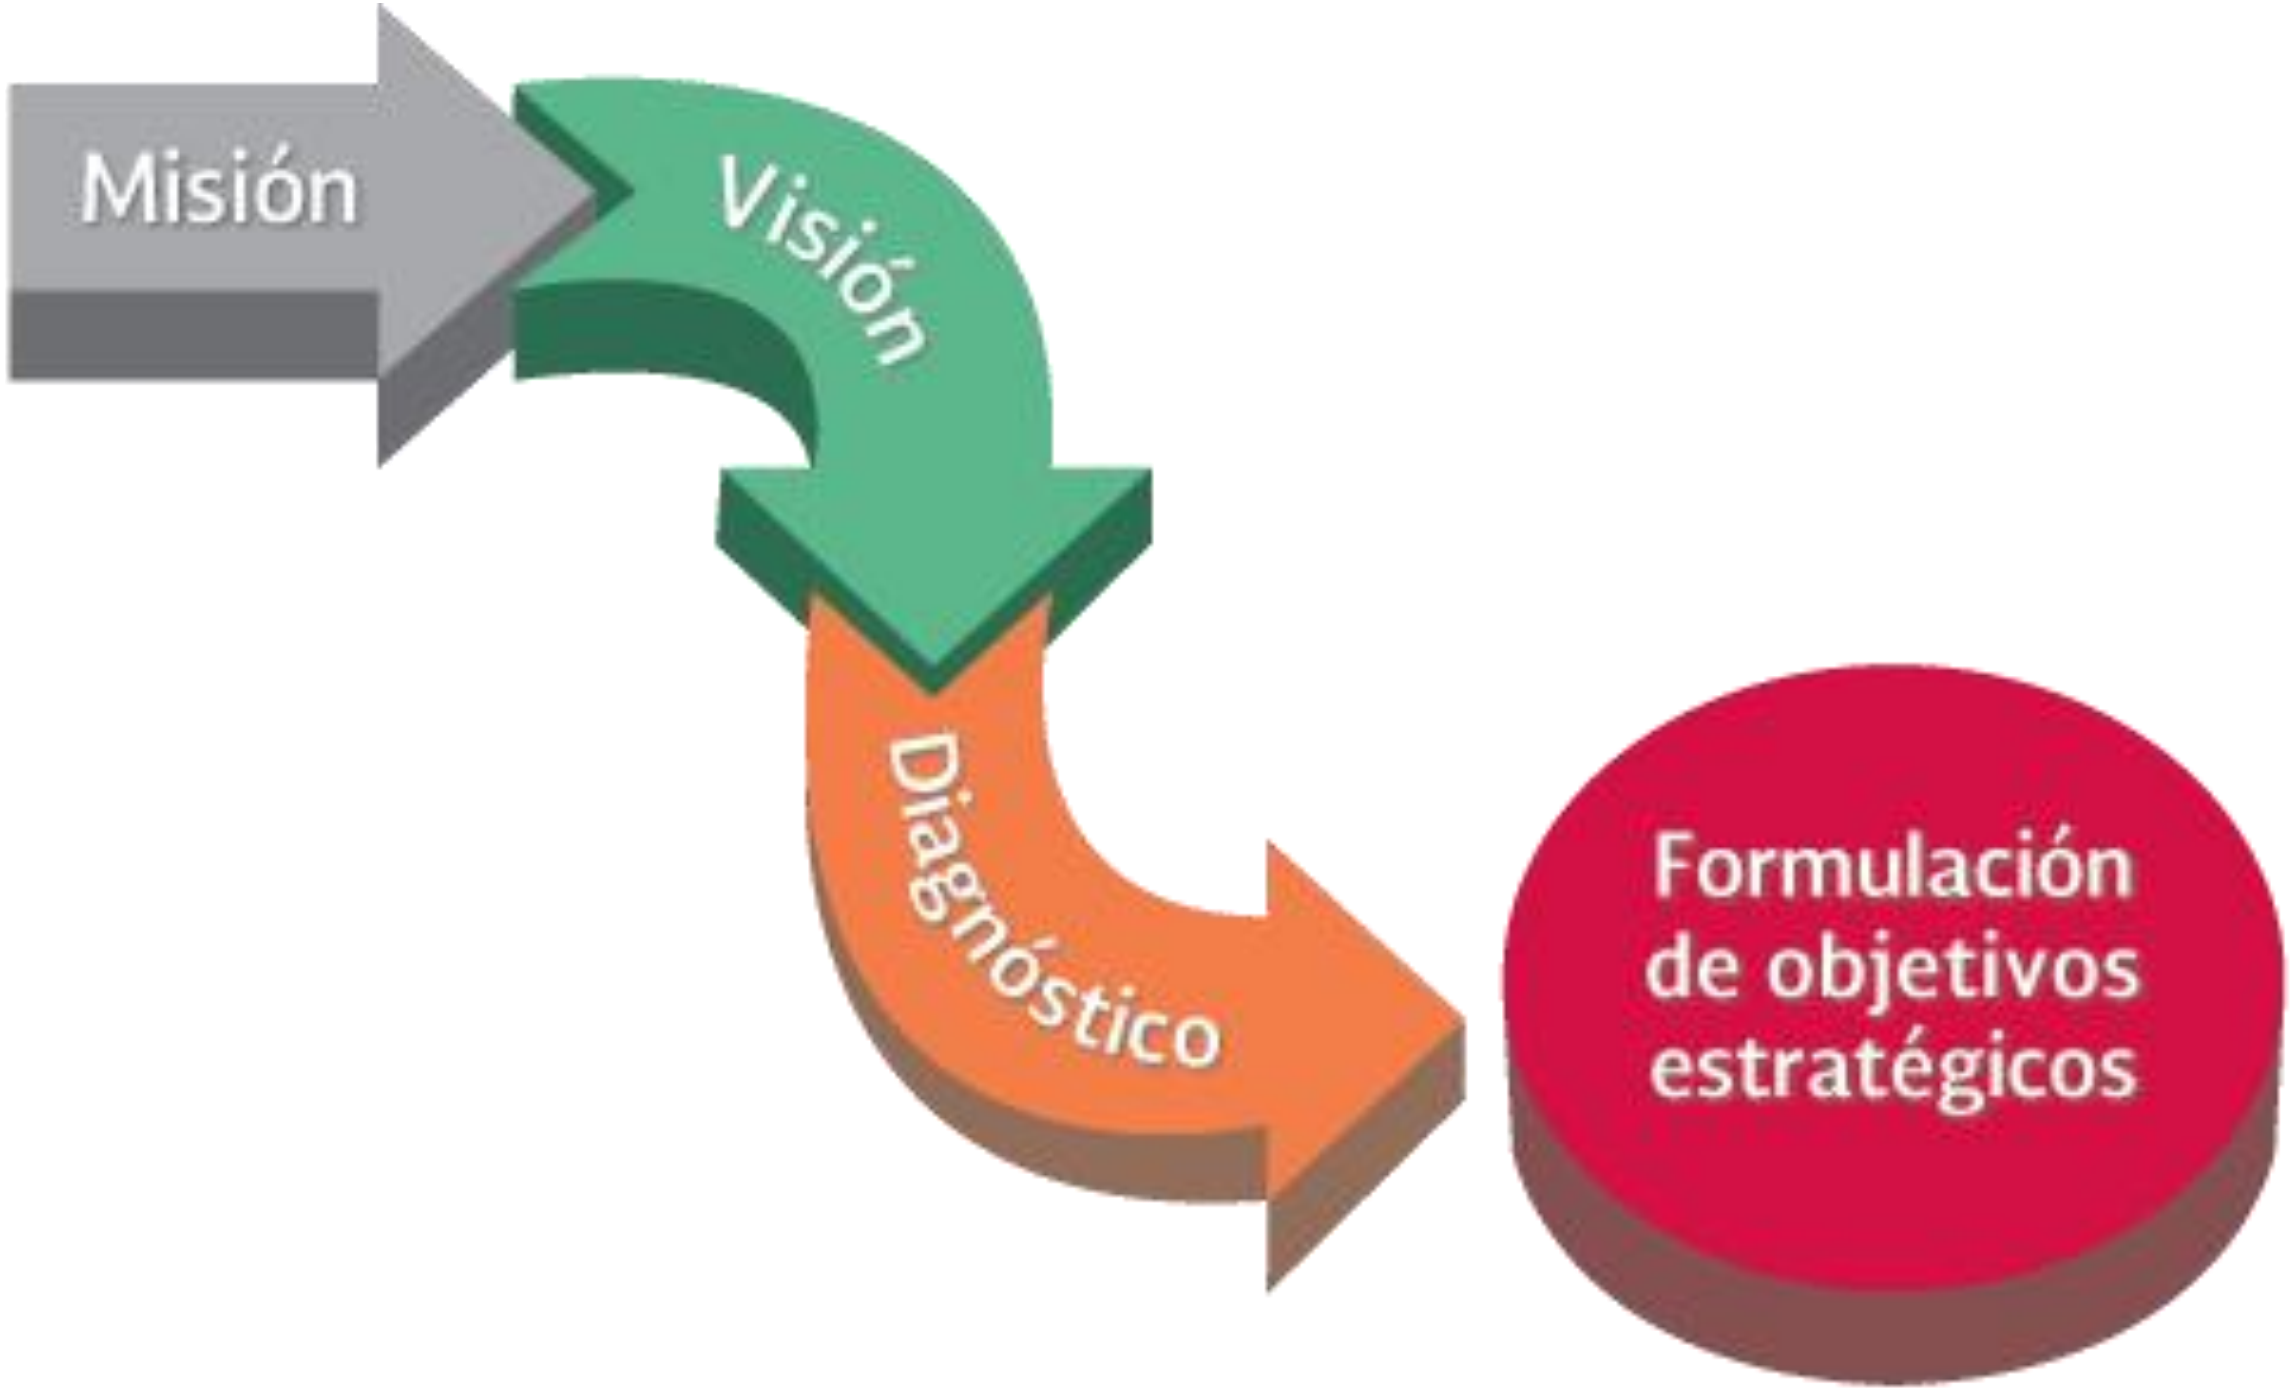 Misión
Visión
Diagnóstico
Formulación
de objetivos
estratégicos